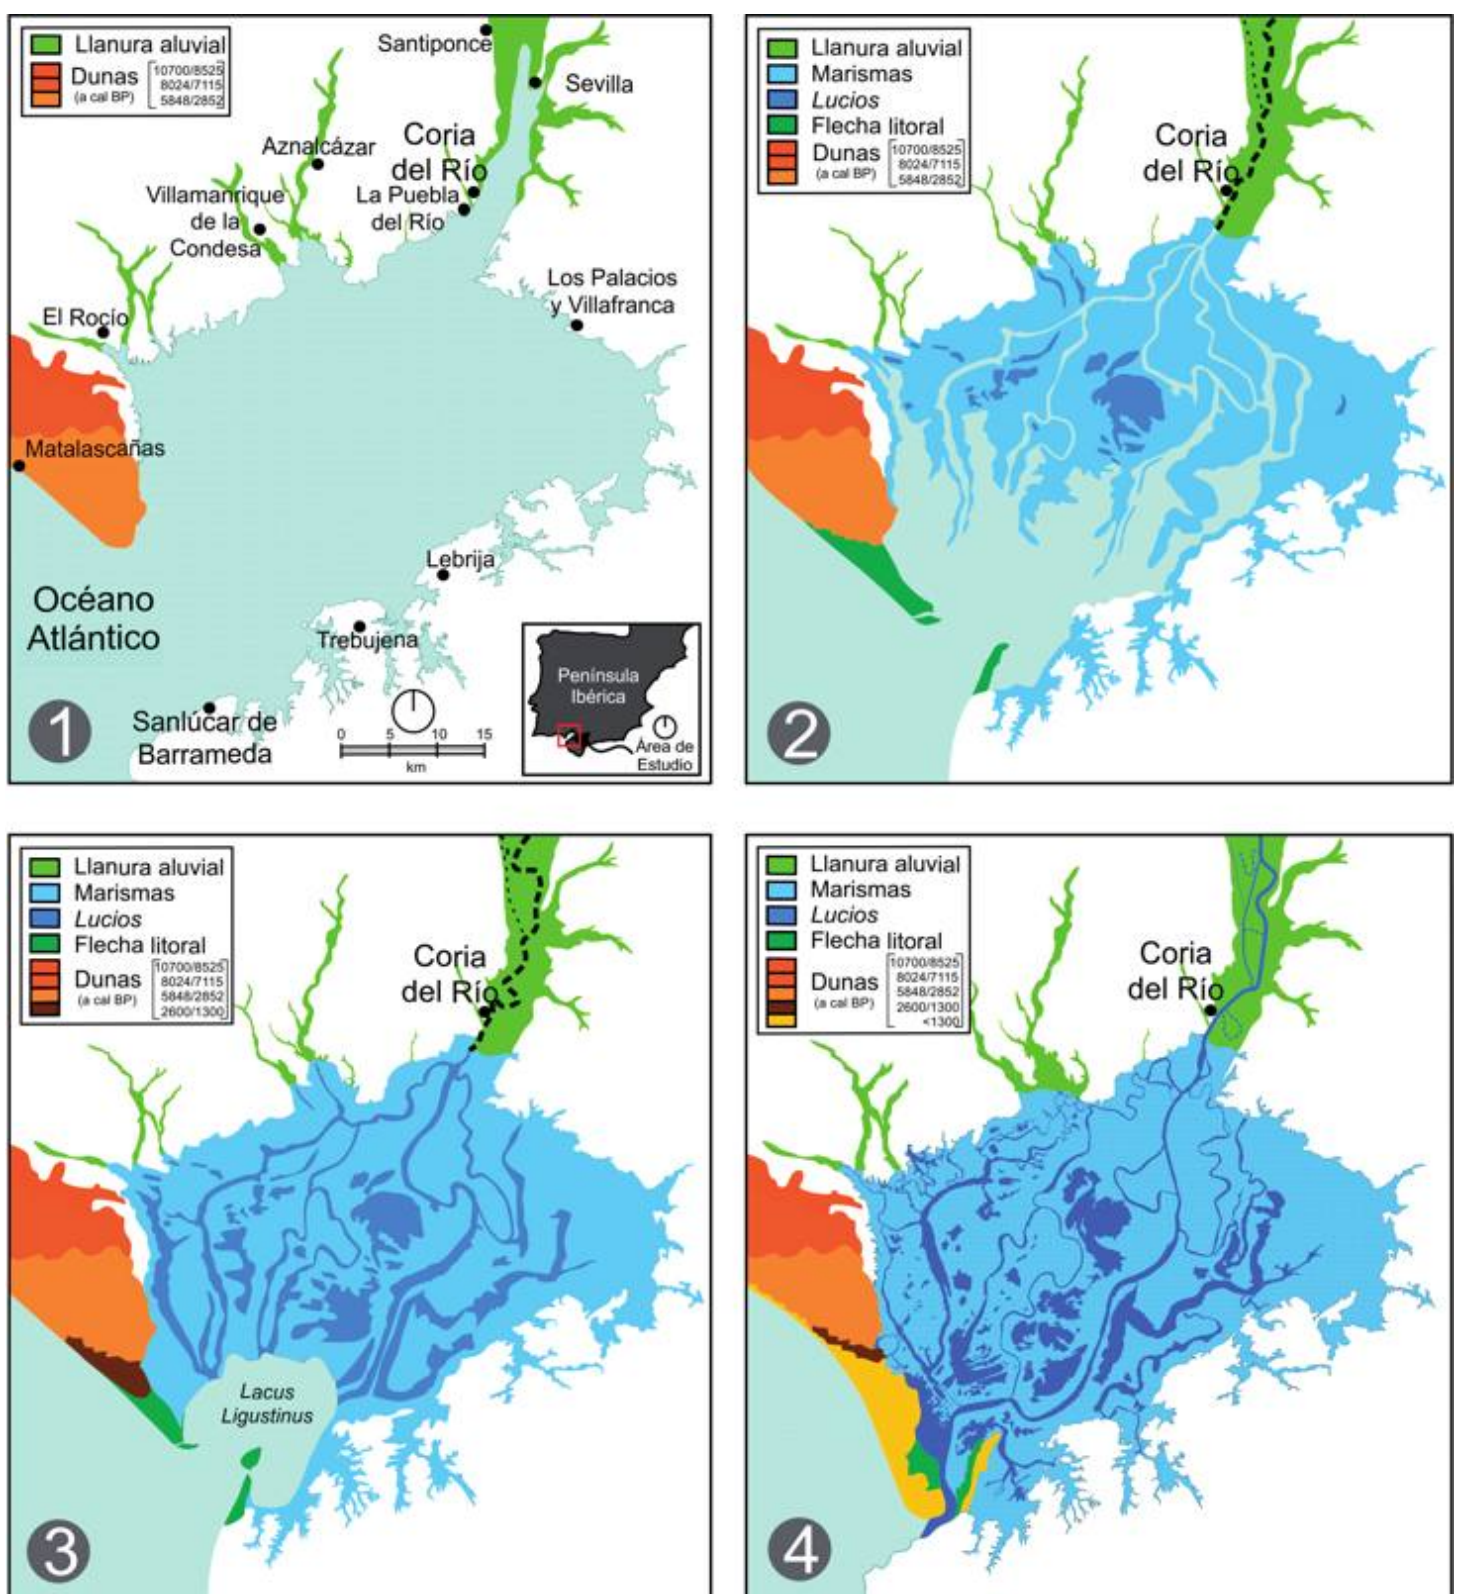 Llanura aluvial
Dunas
(a cal BP)
10700/8525
8024/7115
5848/2852
Santiponce
Sevilla
Aznalcázar
Coria
del Río
Villamanrique
de la
Condesa
La Puebla
del Río
Los Palacios
y Villafranca
El Rocío
Matalascañas
Lebrija
Océano
Atlántico
Trebujena
Sanlúcar de
Barrameda
0 5 10 15
km
Península
Ibérica
Área de
Estudio
1
Llanura aluvial
Marismas
Lucios
Flecha litoral
Dunas
(a cal BP)
10700/8525
8024/7115
5848/2852
Coria
del Río
2
Llanura aluvial
Marismas
Lucios
Flecha litoral
Dunas
(a cal BP)
10700/8525
8024/7115
5848/2852
2600/1300
Coria
del Río
Lacus
Ligustinus
3
Llanura aluvial
Marismas
Lucios
Flecha litoral
Dunas
(a cal BP)
10700/8525
8024/7115
5848/2852
2600/1300
<1300
Coria
del Río
4